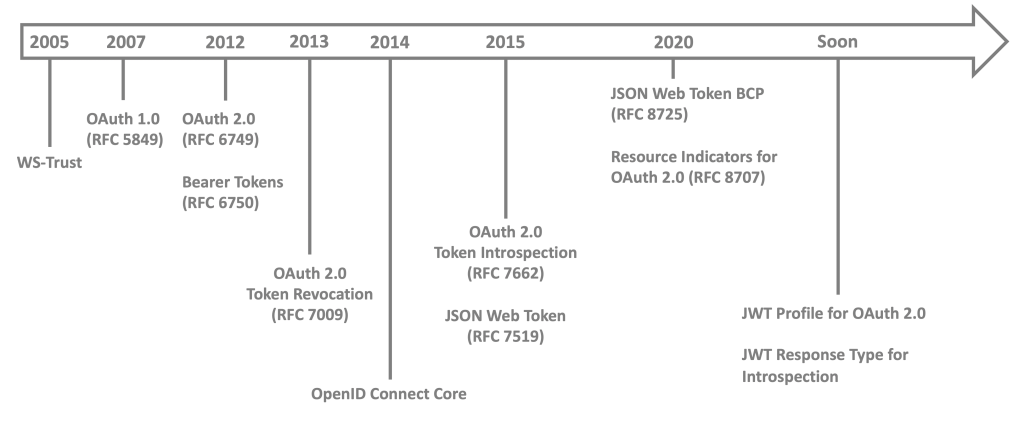 2005 2007 2012 2013 2014 2015 2020 Soon
WS-Trust
OAuth 1.0
(RFC 5849)
OAuth 2.0
(RFC 6749)
Bearer Tokens
(RFC 6750)
OAuth 2.0
Token Revocation
(RFC 7009)
OpenID Connect Core
OAuth 2.0
Token Introspection
(RFC 7662)
JSON Web Token
(RFC 7519)
JSON Web Token BCP
(RFC 8725)
Resource Indicators for
OAuth 2.0 (RFC 8707)
JWT Profile for OAuth 2.0
JWT Response Type for
Introspection